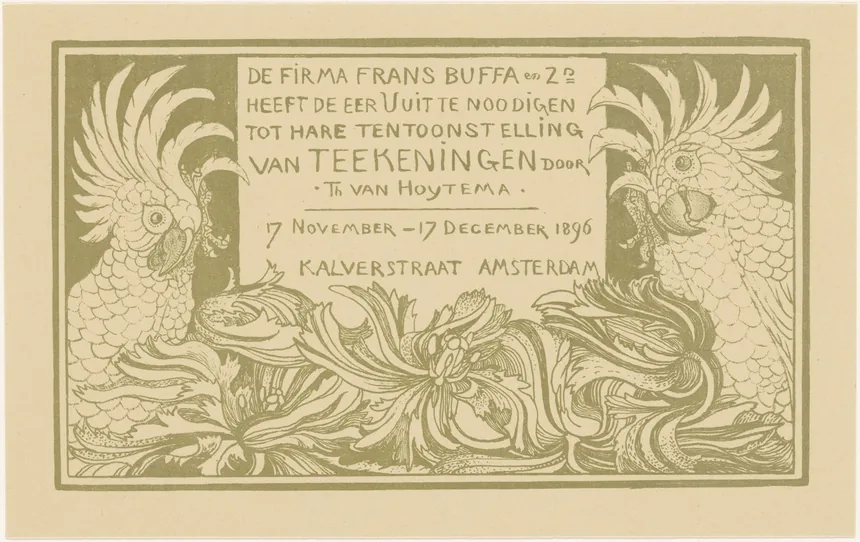 DE FIRMA FRANS BUFFA en Zn
HEEFT DE EER U UIT TE NOODIGEN
TOT HARE TENTOONSTELLING
VAN TEEKENINGEN DOOR
·Th VAN HOYTEMA·
17 NOVEMBER – 17 DECEMBER 1896
KALVERSTRAAT AMSTERDAM